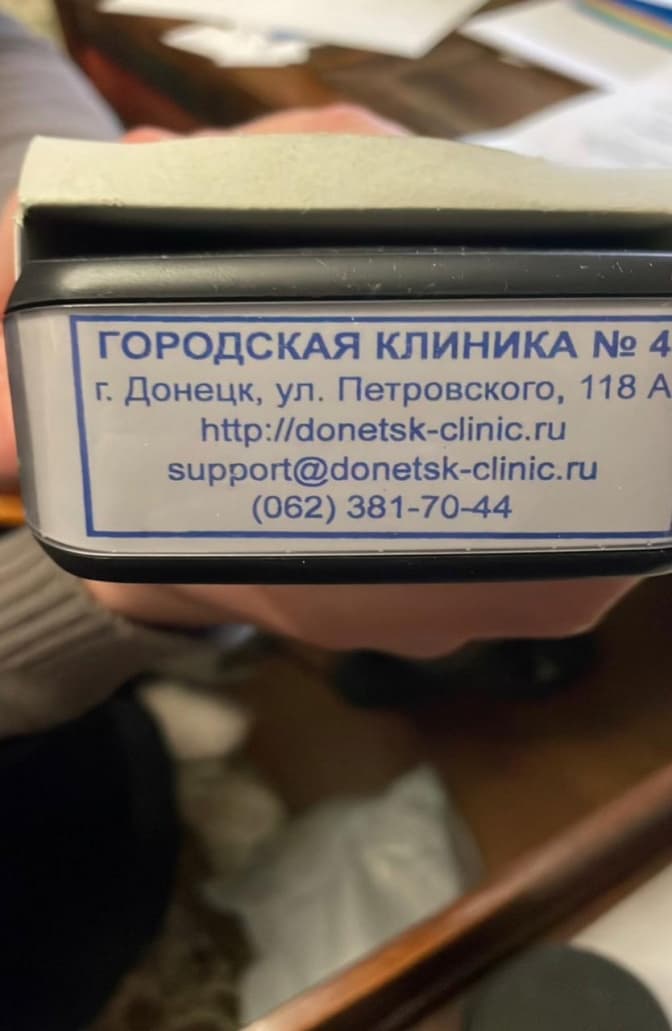 ГОРОДСКАЯ КЛИНИКА № 4
г. Донецк, ул. Петровского, 118 А
http://donetsk-clinic.ru
support@donetsk-clinic.ru
(062) 381-70-44